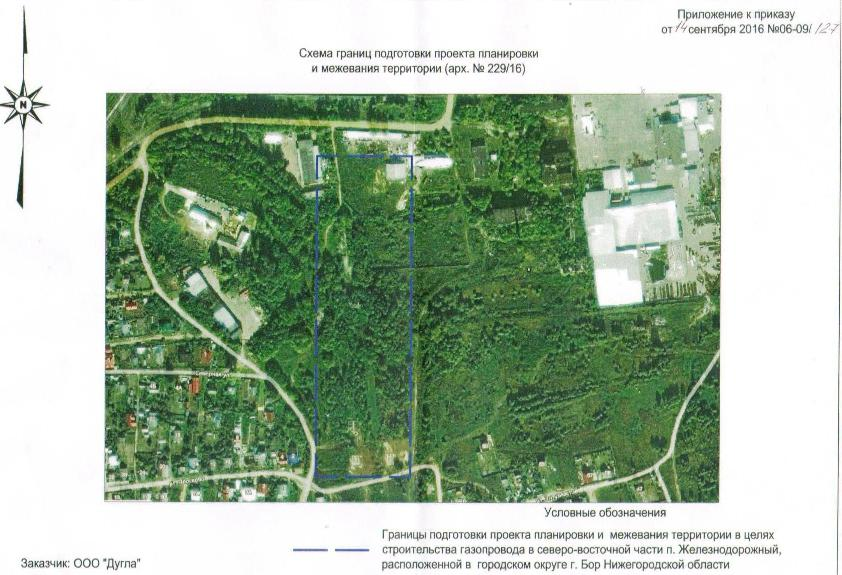 Приложение к приказу
от 14 сентября 2016 №06-09/127
Схема границ подготовки проекта планировки
и межевания территории (арх. № 229/16)
N
Северная ул.
Условные обозначения
Границы подготовки проекта планировки и межевания территории в целях
строительства газопровода в северо-восточной части п. Железнодорожный,
расположенной в городском округе г. Бор Нижегородской области
Заказчик: ООО "Дугла"